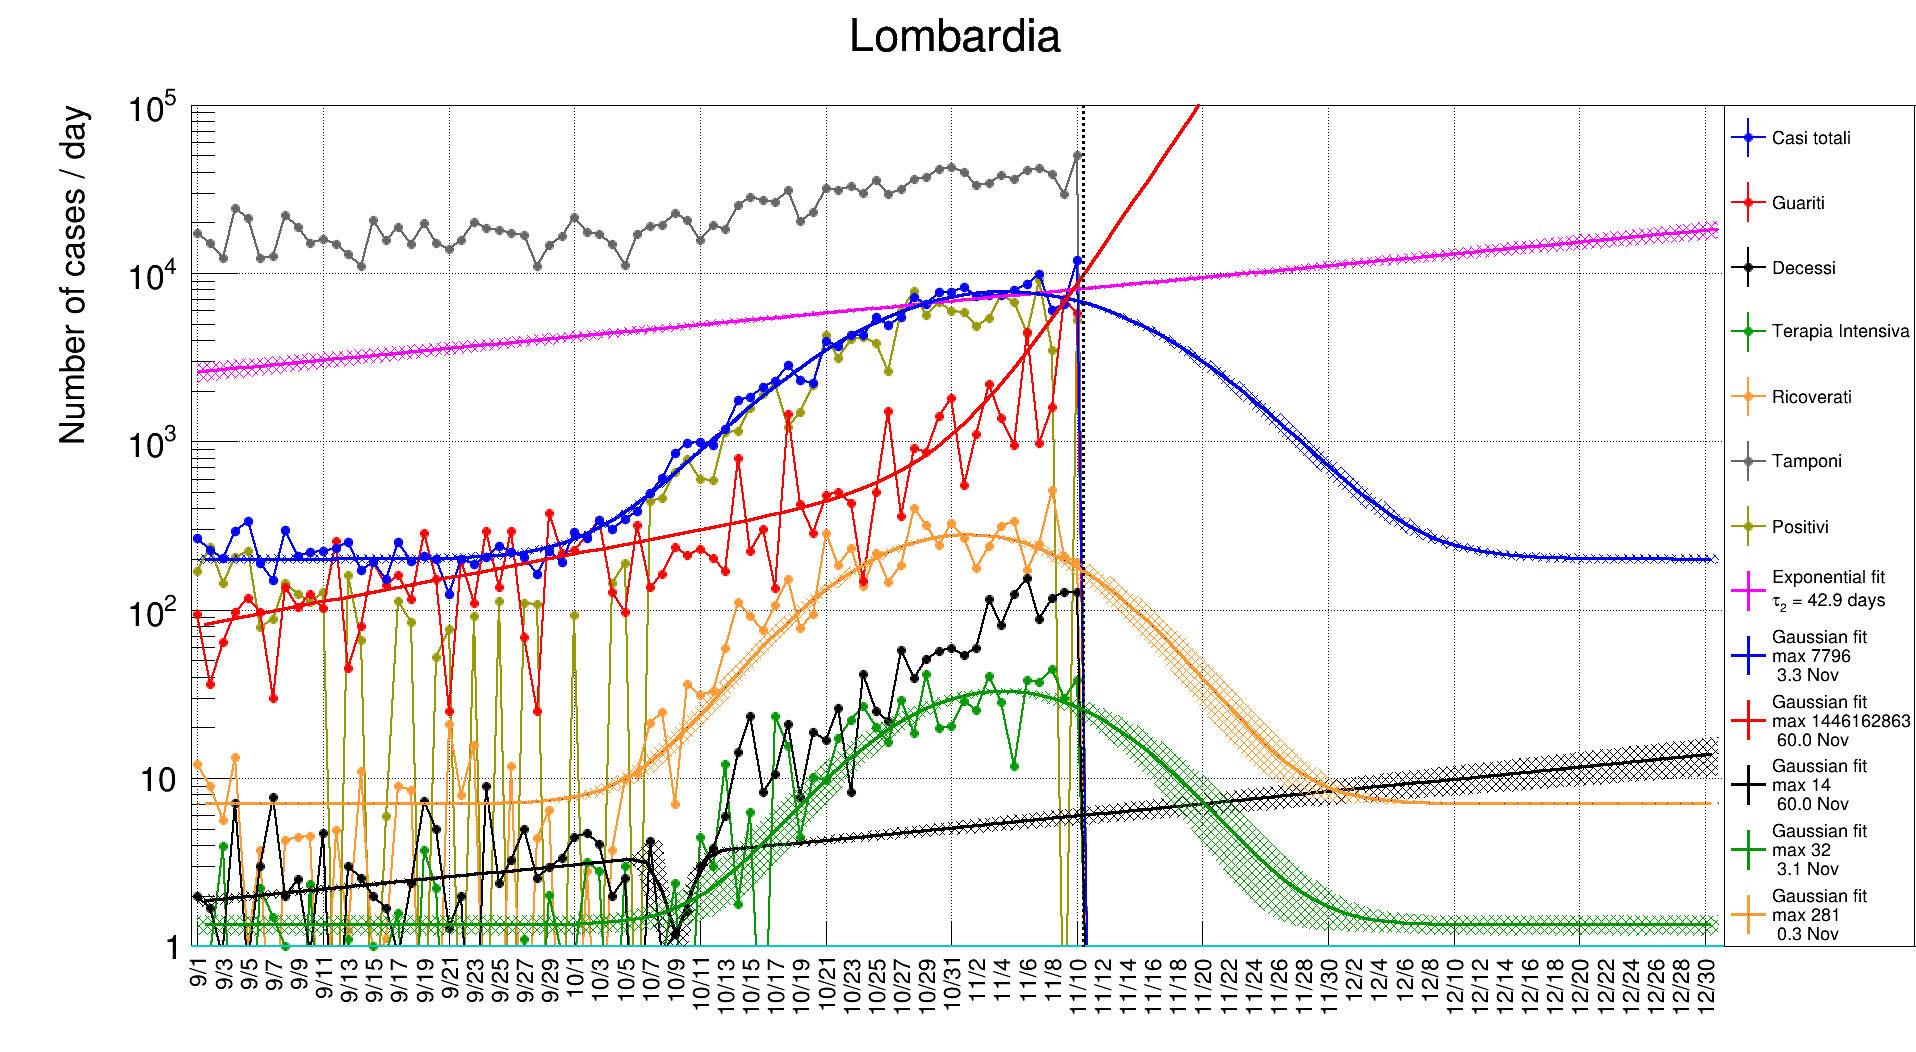 Lombardia
Number of cases / day
10^5
10^4
10^3
10^2
10
1
9/1
9/3
9/5
9/7
9/9
9/11
9/13
9/15
9/17
9/19
9/21
9/23
9/25
9/27
9/29
10/1
10/3
10/5
10/7
10/9
10/11
10/13
10/15
10/17
10/19
10/21
10/23
10/25
10/27
10/29
10/31
11/2
11/4
11/6
11/8
11/10
11/12
11/14
11/16
11/18
11/20
11/22
11/24
11/26
11/28
11/30
12/2
12/4
12/6
12/8
12/10
12/12
12/14
12/16
12/18
12/20
12/22
12/24
12/26
12/28
12/30
Casi totali
Guariti
Decessi
Terapia Intensiva
Ricoverati
Tamponi
Positivi
Exponential fit
τ2 = 42.9 days
Gaussian fit
max 7796
3.3 Nov
Gaussian fit
max 1446162863
60.0 Nov
Gaussian fit
max 14
60.0 Nov
Gaussian fit
max 32
3.1 Nov
Gaussian fit
max 281
0.3 Nov